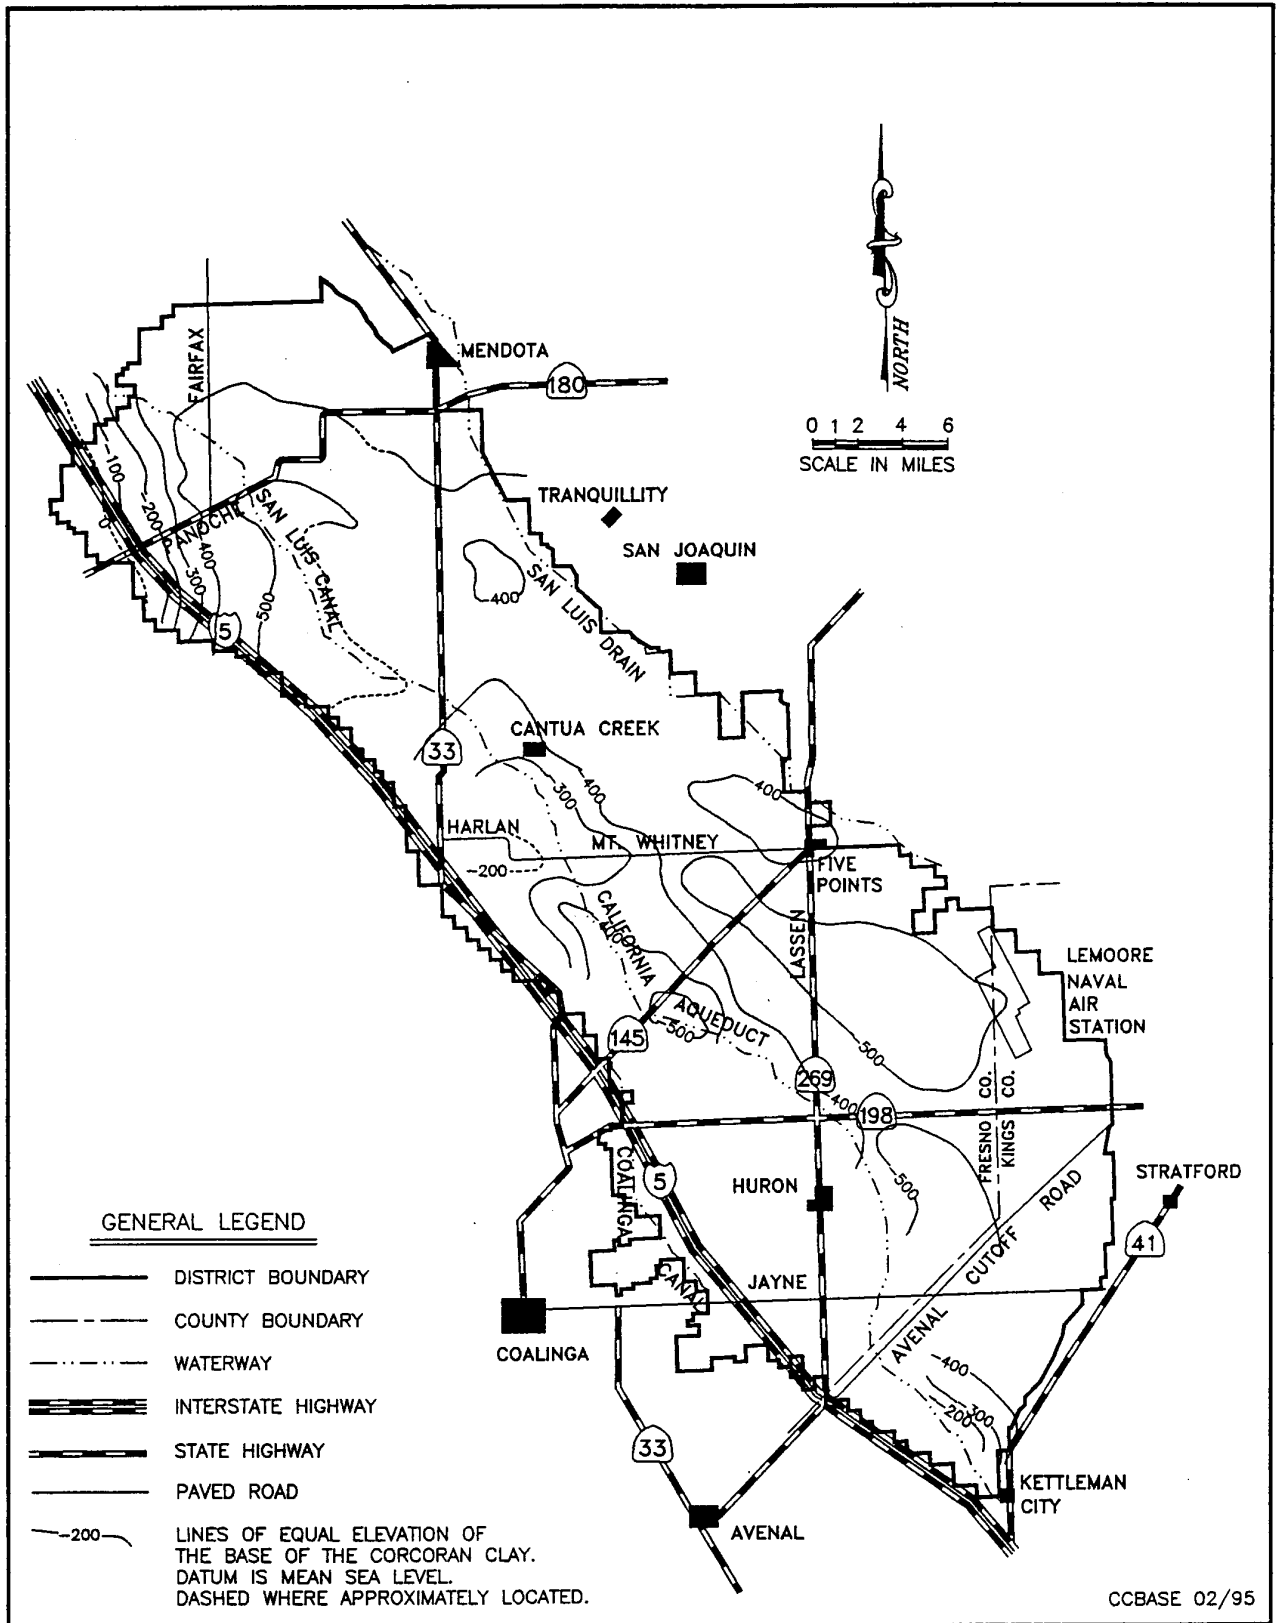 NORTH
0 1 2 4 6
SCALE IN MILES
FAIRFAX
MENDOTA
180
TRANQUILLITY
SAN JOAQUIN
100
0
-200
300
400
500
PANOCHE
SAN LUIS CANAL
5
-400
SAN LUIS DRAIN
33
CANTUA CREEK
400
300
400
HARLAN
MT. WHITNEY
-200
FIVE
POINTS
CALIFORNIA
AQUEDUCT
LASSEN
LEMOORE
NAVAL
AIR
STATION
145
-500
500
269
400
198
FRESNO CO.
KINGS CO.
COALINGA
CANAL
5
HURON
-500
STRATFORD
41
AVENAL CUTOFF ROAD
JAYNE
COALINGA
33
-400
-300
-200
KETTLEMAN
CITY
AVENAL
GENERAL LEGEND
DISTRICT BOUNDARY
COUNTY BOUNDARY
WATERWAY
INTERSTATE HIGHWAY
STATE HIGHWAY
PAVED ROAD
-200
LINES OF EQUAL ELEVATION OF
THE BASE OF THE CORCORAN CLAY.
DATUM IS MEAN SEA LEVEL.
DASHED WHERE APPROXIMATELY LOCATED.
CCBASE 02/95